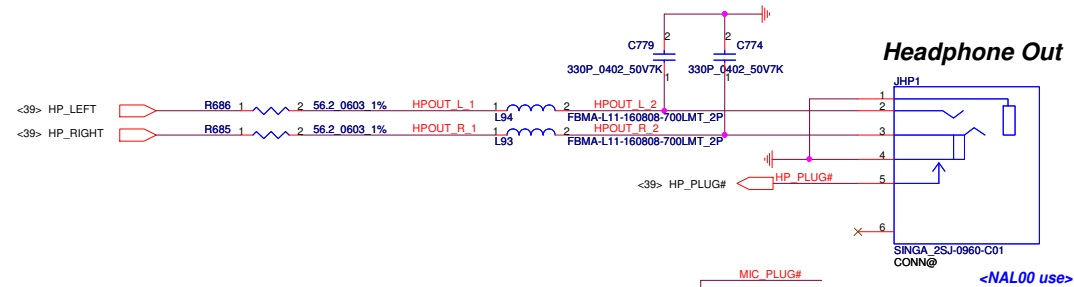 2 2
C779 C774
330P_0402_50V7K 330P_0402_50V7K
1 1
Headphone Out
JHP1
<39> HP_LEFT R686 1 2 56.2_0603_1% HPOUT_L_1 1 2 HPOUT_L_2
L94 FBMA-L11-160808-700LMT_2P
<39> HP_RIGHT R685 1 2 56.2_0603_1% HPOUT_R_1 1 2 HPOUT_R_2
L93 FBMA-L11-160808-700LMT_2P
1
2
3
4
<39> HP_PLUG# HP_PLUG# 5
6
SINGA_2SJ-0960-C01
CONN@
MIC_PLUG#
<NAL00 use>